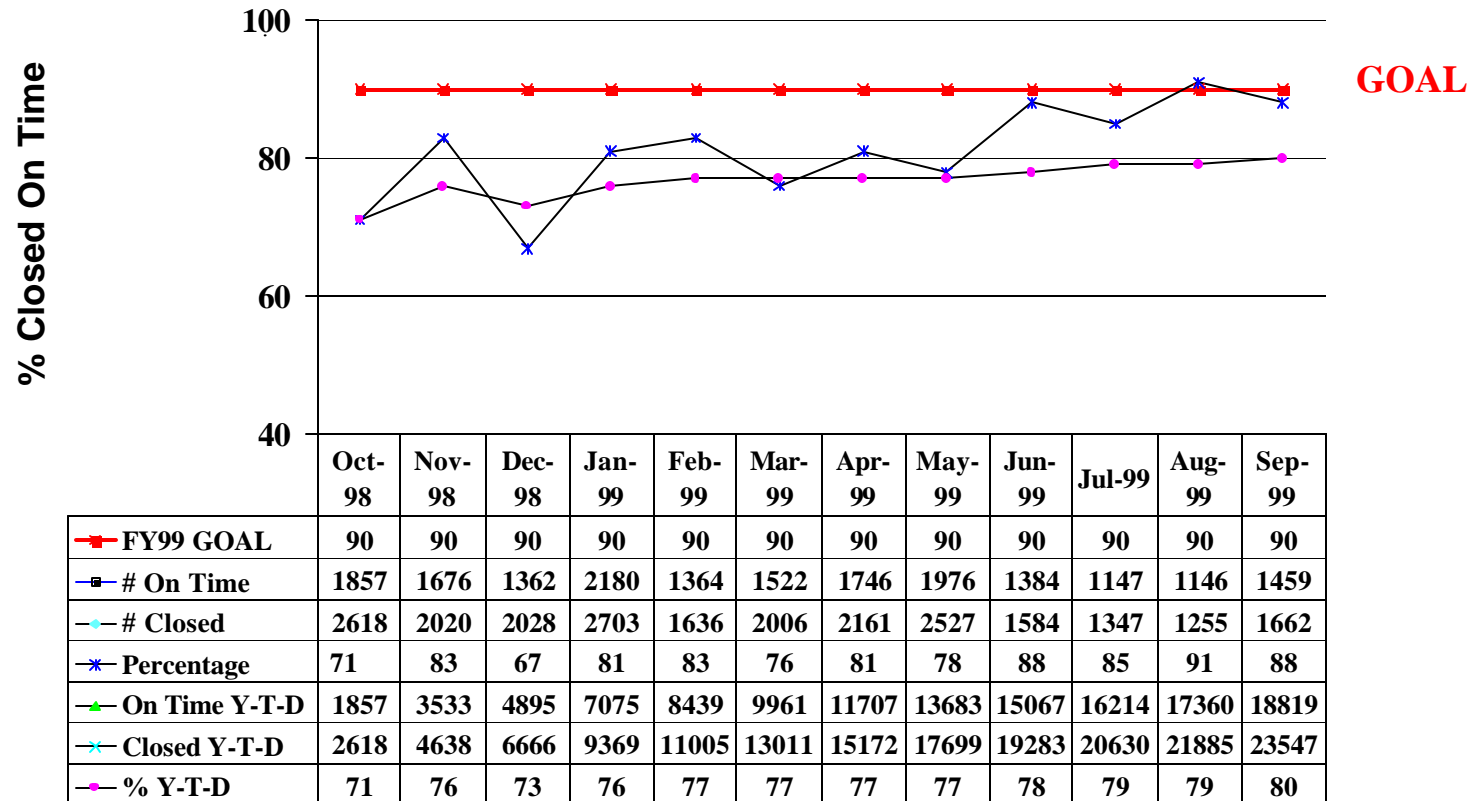 100
GOAL
% Closed On Time
80
60
40
Oct-98 Nov-98 Dec-98 Jan-99 Feb-99 Mar-99 Apr-99 May-99 Jun-99 Jul-99 Aug-99 Sep-99
FY99 GOAL 90 90 90 90 90 90 90 90 90 90 90 90
# On Time 1857 1676 1362 2180 1364 1522 1746 1976 1384 1147 1146 1459
# Closed 2618 2020 2028 2703 1636 2006 2161 2527 1584 1347 1255 1662
Percentage 71 83 67 81 83 76 81 78 88 85 91 88
On Time Y-T-D 1857 3533 4895 7075 8439 9961 11707 13683 15067 16214 17360 18819
Closed Y-T-D 2618 4638 6666 9369 11005 13011 15172 17699 19283 20630 21885 23547
% Y-T-D 71 76 73 76 77 77 77 77 78 79 79 80